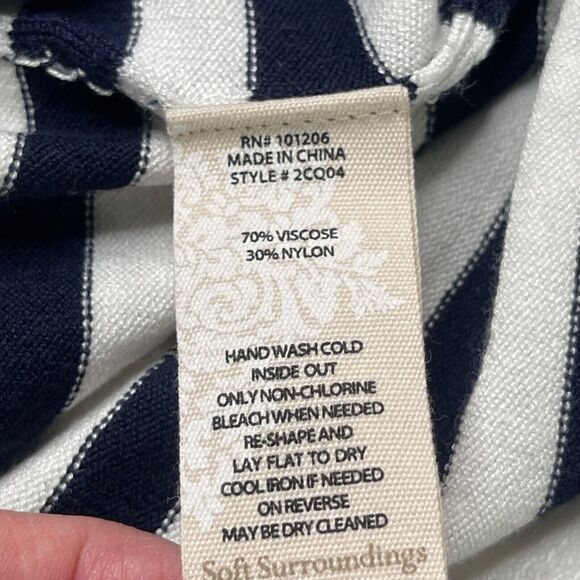 RN# 101206
MADE IN CHINA
STYLE # 2CQ04
70% VISCOSE
30% NYLON
HAND WASH COLD
INSIDE OUT
ONLY NON-CHLORINE
BLEACH WHEN NEEDED
RE-SHAPE AND
LAY FLAT TO DRY
COOL IRON IF NEEDED
ON REVERSE
MAY BE DRY CLEANED
Soft Surroundings